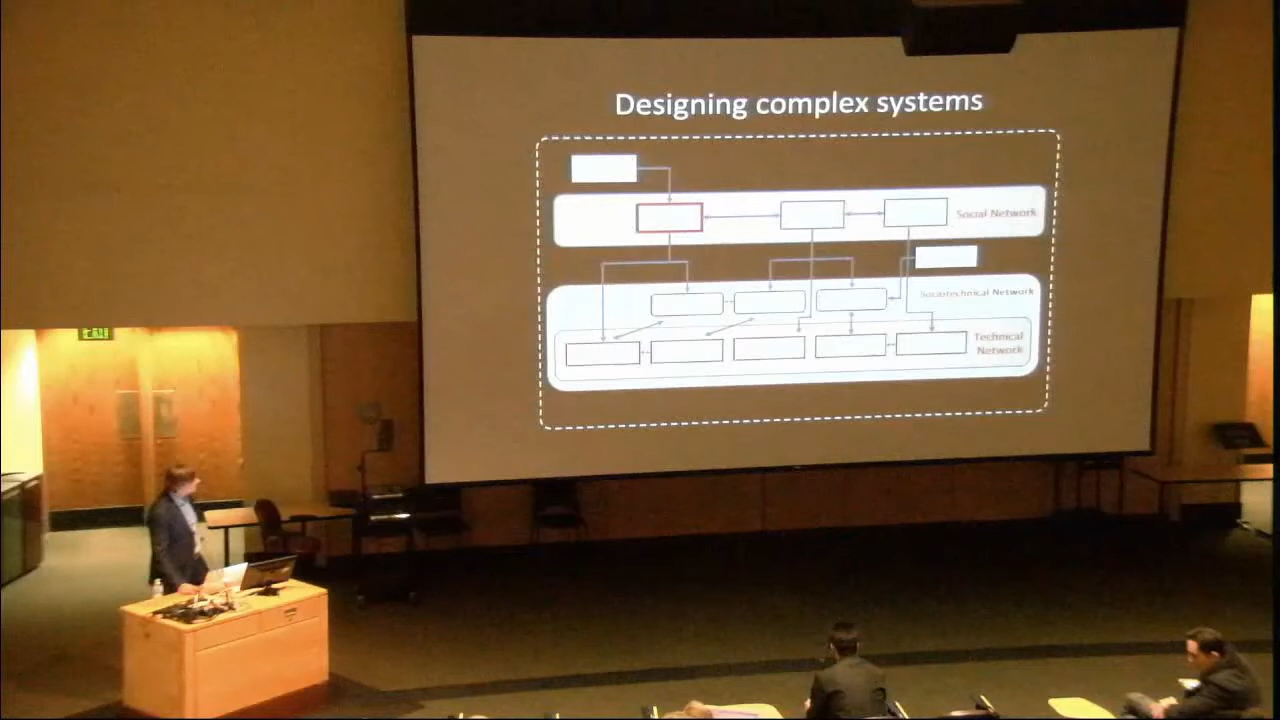 Designing complex systems
Social Network
Sociotechnical Network
Technical
Network
EXIT